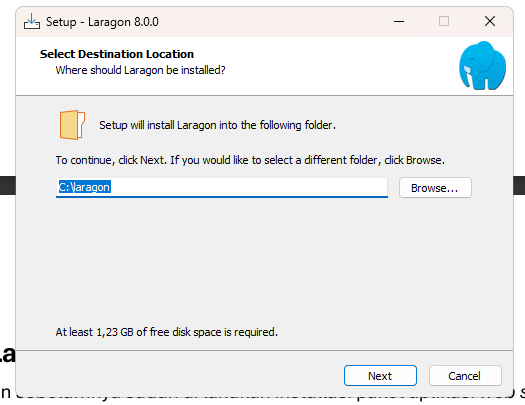 Setup - Laragon 8.0.0
Select Destination Location
Where should Laragon be installed?
Setup will install Laragon into the following folder.
To continue, click Next. If you would like to select a different folder, click Browse.
C:\laragon
Browse...
At least 1,23 GB of free disk space is required.
Next
Cancel